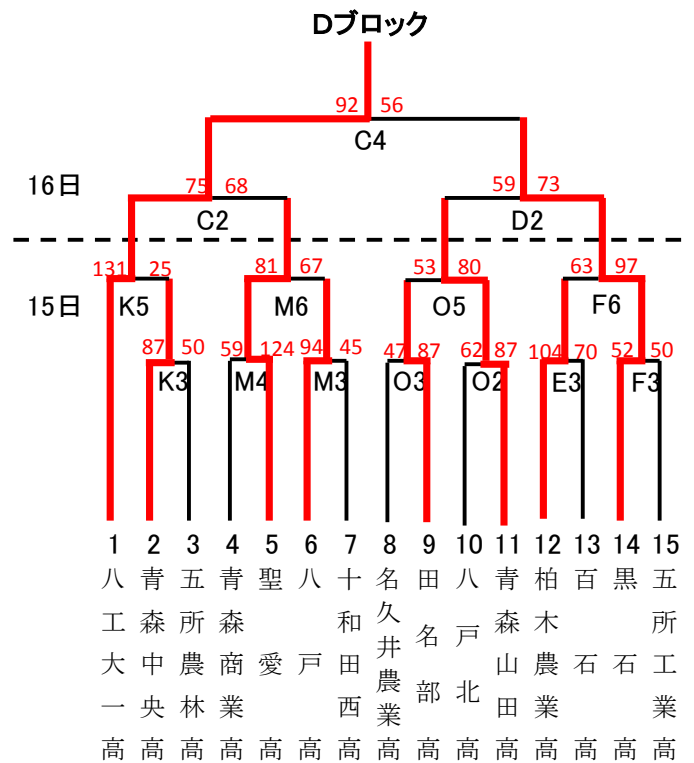 Dブロック
92 56
C4
16日
75 68
59 73
C2
D2
15日
131 25
81 67
53 80
63 97
K5
M6
O5
F6
87 50
59 124
94 45
47 87
62 87
104 70
52 50
K3
M4
M3
O3
O2
E3
F3
1 2 3 4 5 6 7 8 9 10 11 12 13 14 15
八工大一高
青森中央高
五所農林高
青森商業高
聖愛高
八戸高
十和田西高
名久井農業高
田名部高
八戸北高
青森山田高
柏木農業高
百石高
黒石高
五所工業高